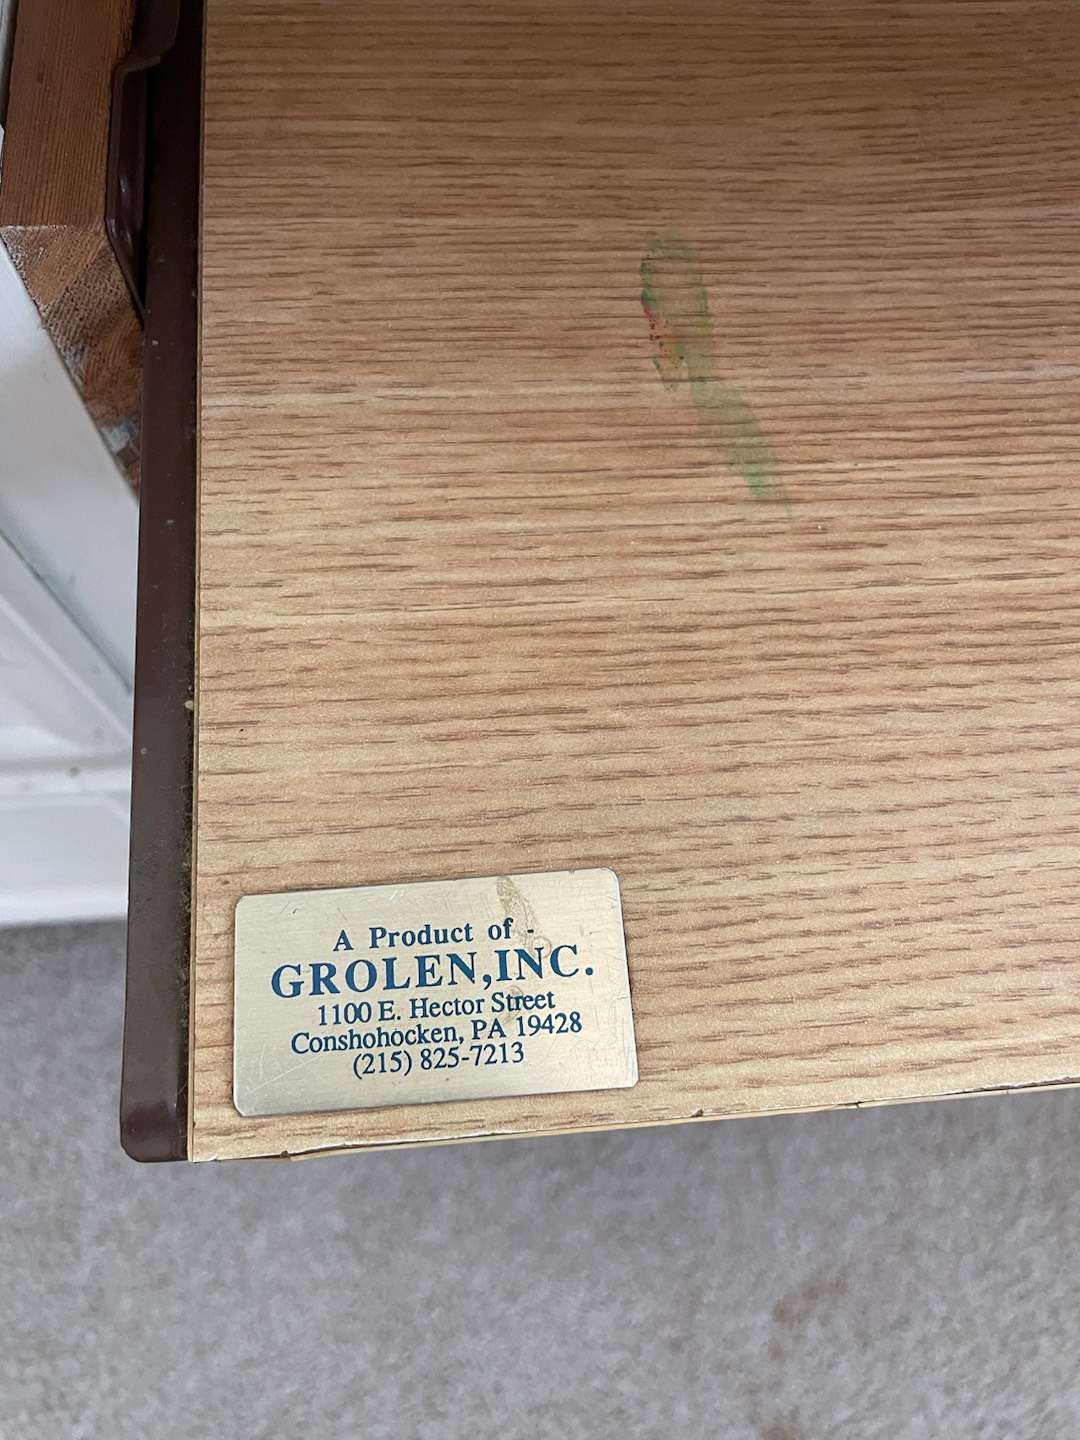 A Product of -
GROLEN,INC.
1100 E. Hector Street
Conshohocken, PA 19428
(215) 825-7213